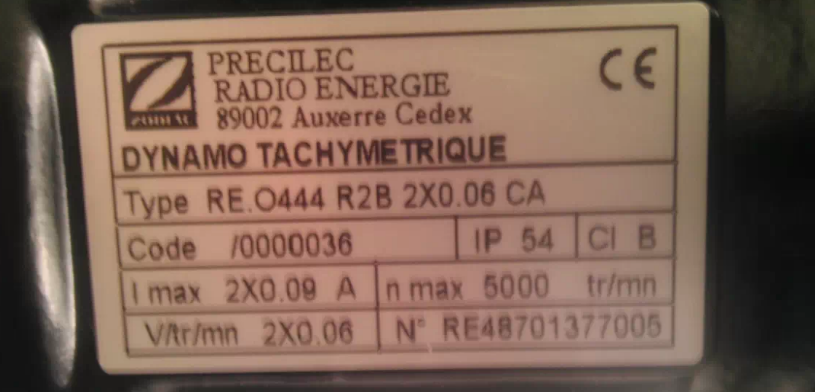 PRECILEC
RADIO ENERGIE
89002 Auxerre Cedex
ZODIAC
CE
DYNAMO TACHYMETRIQUE
Type RE.O444 R2B 2X0.06 CA
Code /0000036 IP 54 Cl B
I max 2X0.09 A n max 5000 tr/mn
V/tr/mn 2X0.06 N° RE48701377005